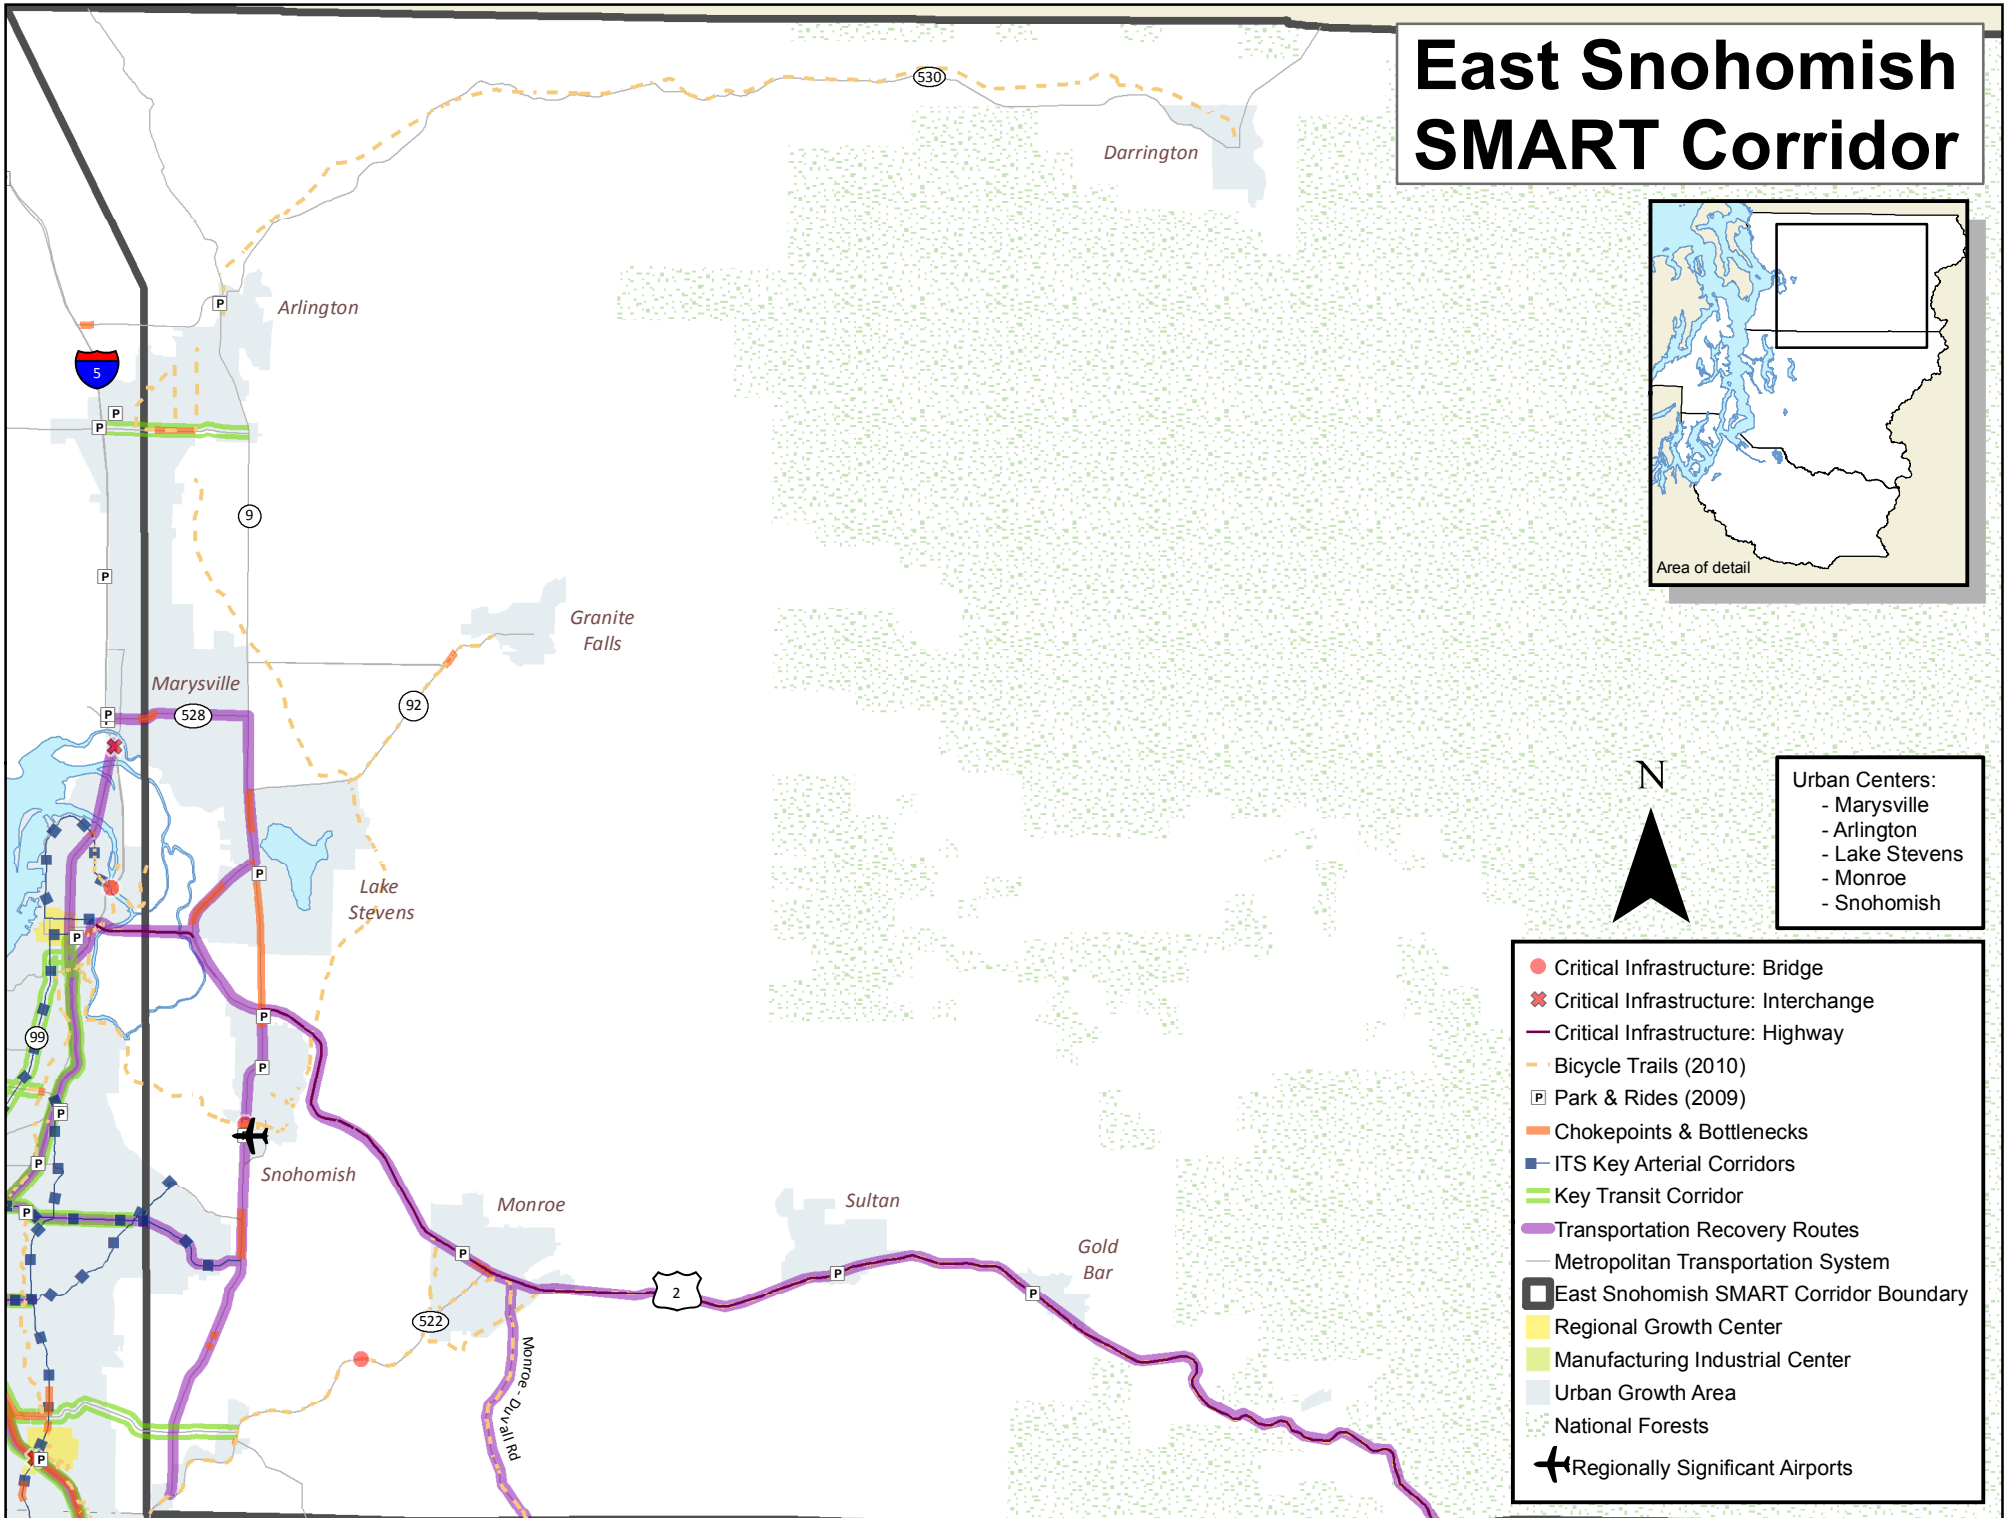 East Snohomish
SMART Corridor
530
Darrington
Arlington
P
5
P
P
9
Area of detail
P
Granite
Falls
Marysville
528
92
P
N
Urban Centers:
- Marysville
- Arlington
- Lake Stevens
- Monroe
- Snohomish
P
Lake
Stevens
P
Critical Infrastructure: Bridge
Critical Infrastructure: Interchange
Critical Infrastructure: Highway
P
99
P
Bicycle Trails (2010)
P Park & Rides (2009)
P
Chokepoints & Bottlenecks
ITS Key Arterial Corridors
P
Snohomish
Key Transit Corridor
P
Monroe
Sultan
Transportation Recovery Routes
Gold
Bar
P
P
P
2
Metropolitan Transportation System
East Snohomish SMART Corridor Boundary
522
Regional Growth Center
Manufacturing Industrial Center
Monroe - Duvall Rd
Urban Growth Area
National Forests
P
Regionally Significant Airports